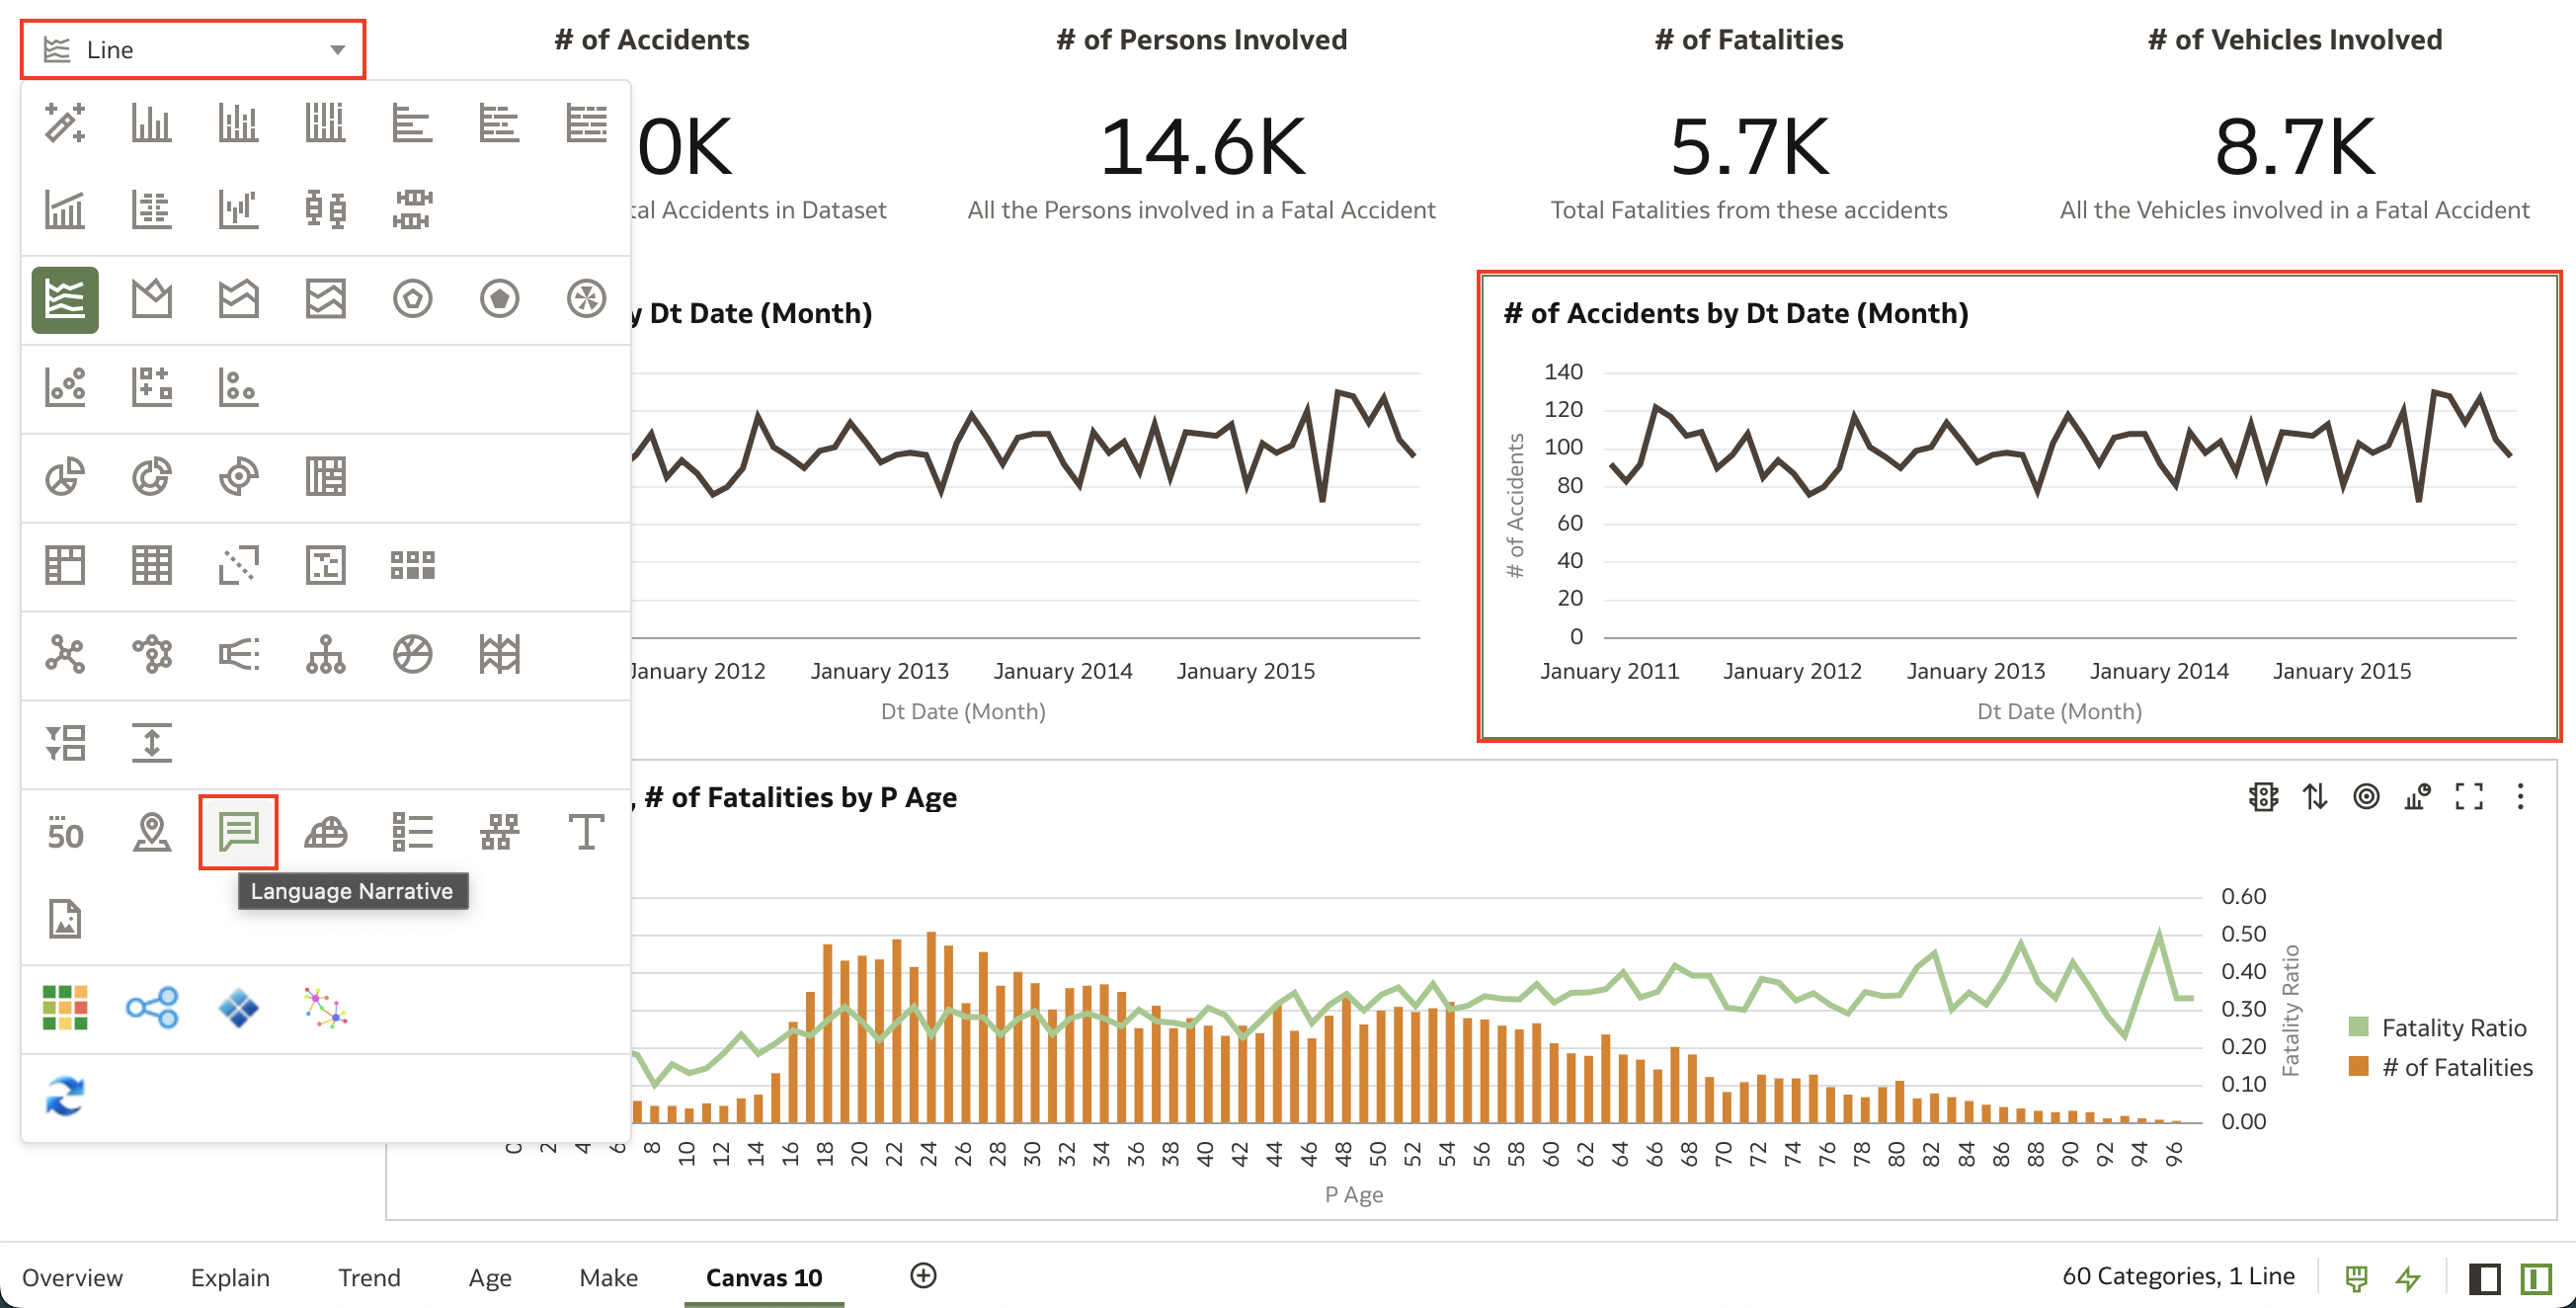 Line
# of Accidents
# of Persons Involved
# of Fatalities
# of Vehicles Involved
0K
14.6K
5.7K
8.7K
tal Accidents in Dataset
All the Persons involved in a Fatal Accident
Total Fatalities from these accidents
All the Vehicles involved in a Fatal Accident
y Dt Date (Month)
January 2012
January 2013
January 2014
January 2015
Dt Date (Month)
# of Accidents by Dt Date (Month)
# of Accidents
140
120
100
80
60
40
20
0
January 2011
January 2012
January 2013
January 2014
January 2015
Dt Date (Month)
50
T
Language Narrative
, # of Fatalities by P Age
0.60
0.50
0.40
0.30
0.20
0.10
0.00
Fatality Ratio
Fatality Ratio
# of Fatalities
0 2 4 6 8 10 12 14 16 18 20 22 24 26 28 30 32 34 36 38 40 42 44 46 48 50 52 54 56 58 60 62 64 66 68 70 72 74 76 78 80 82 84 86 88 90 92 94 96
P Age
Overview
Explain
Trend
Age
Make
Canvas 10
60 Categories, 1 Line